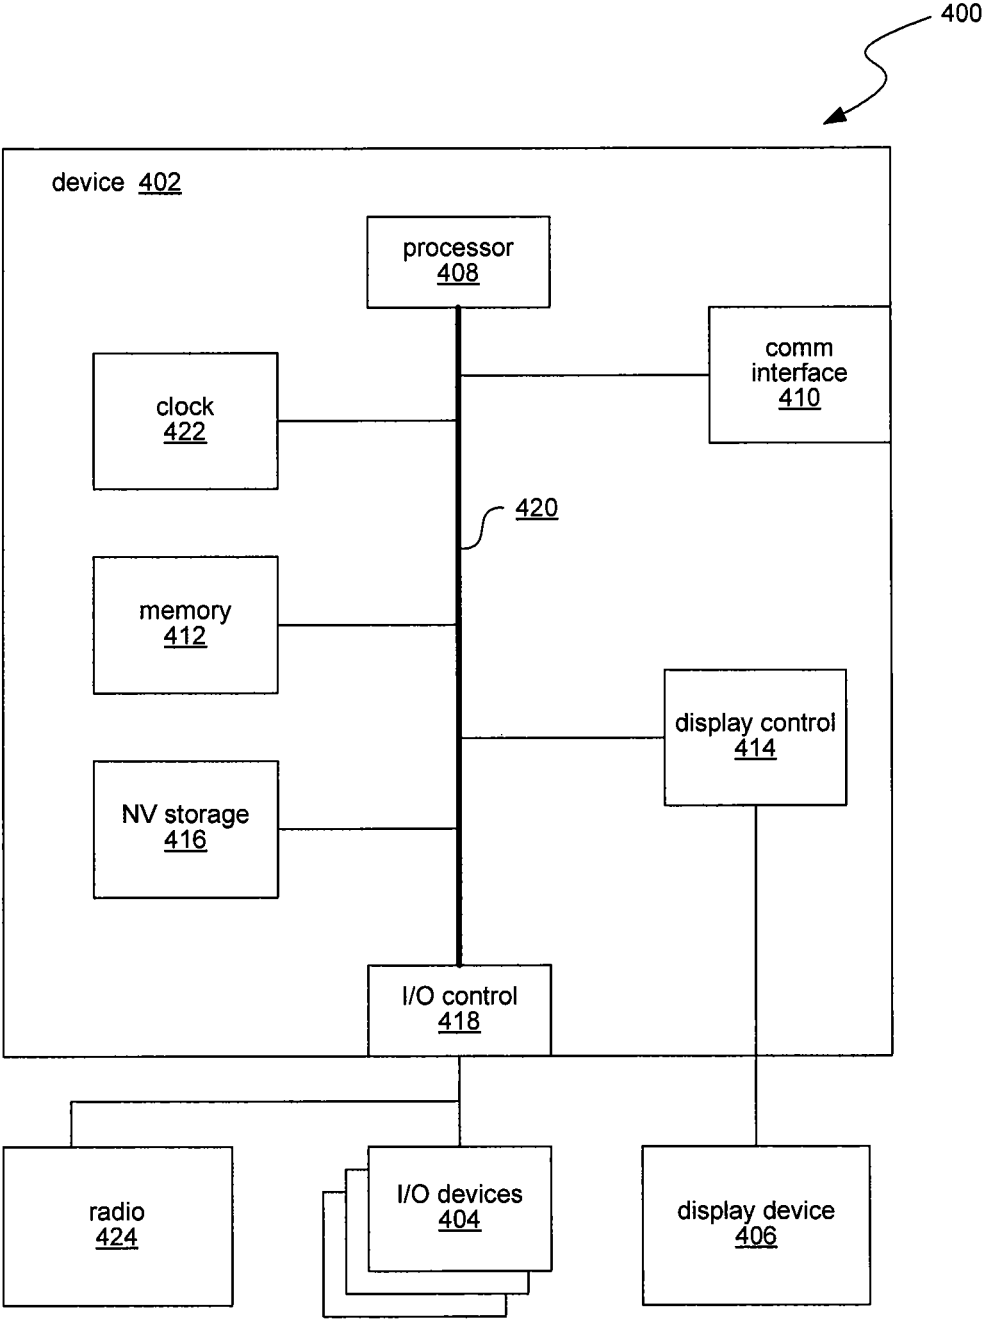 400
device 402
processor
408
comm
interface
410
clock
422
420
memory
412
display control
414
NV storage
416
I/O control
418
radio
424
I/O devices
404
display device
406